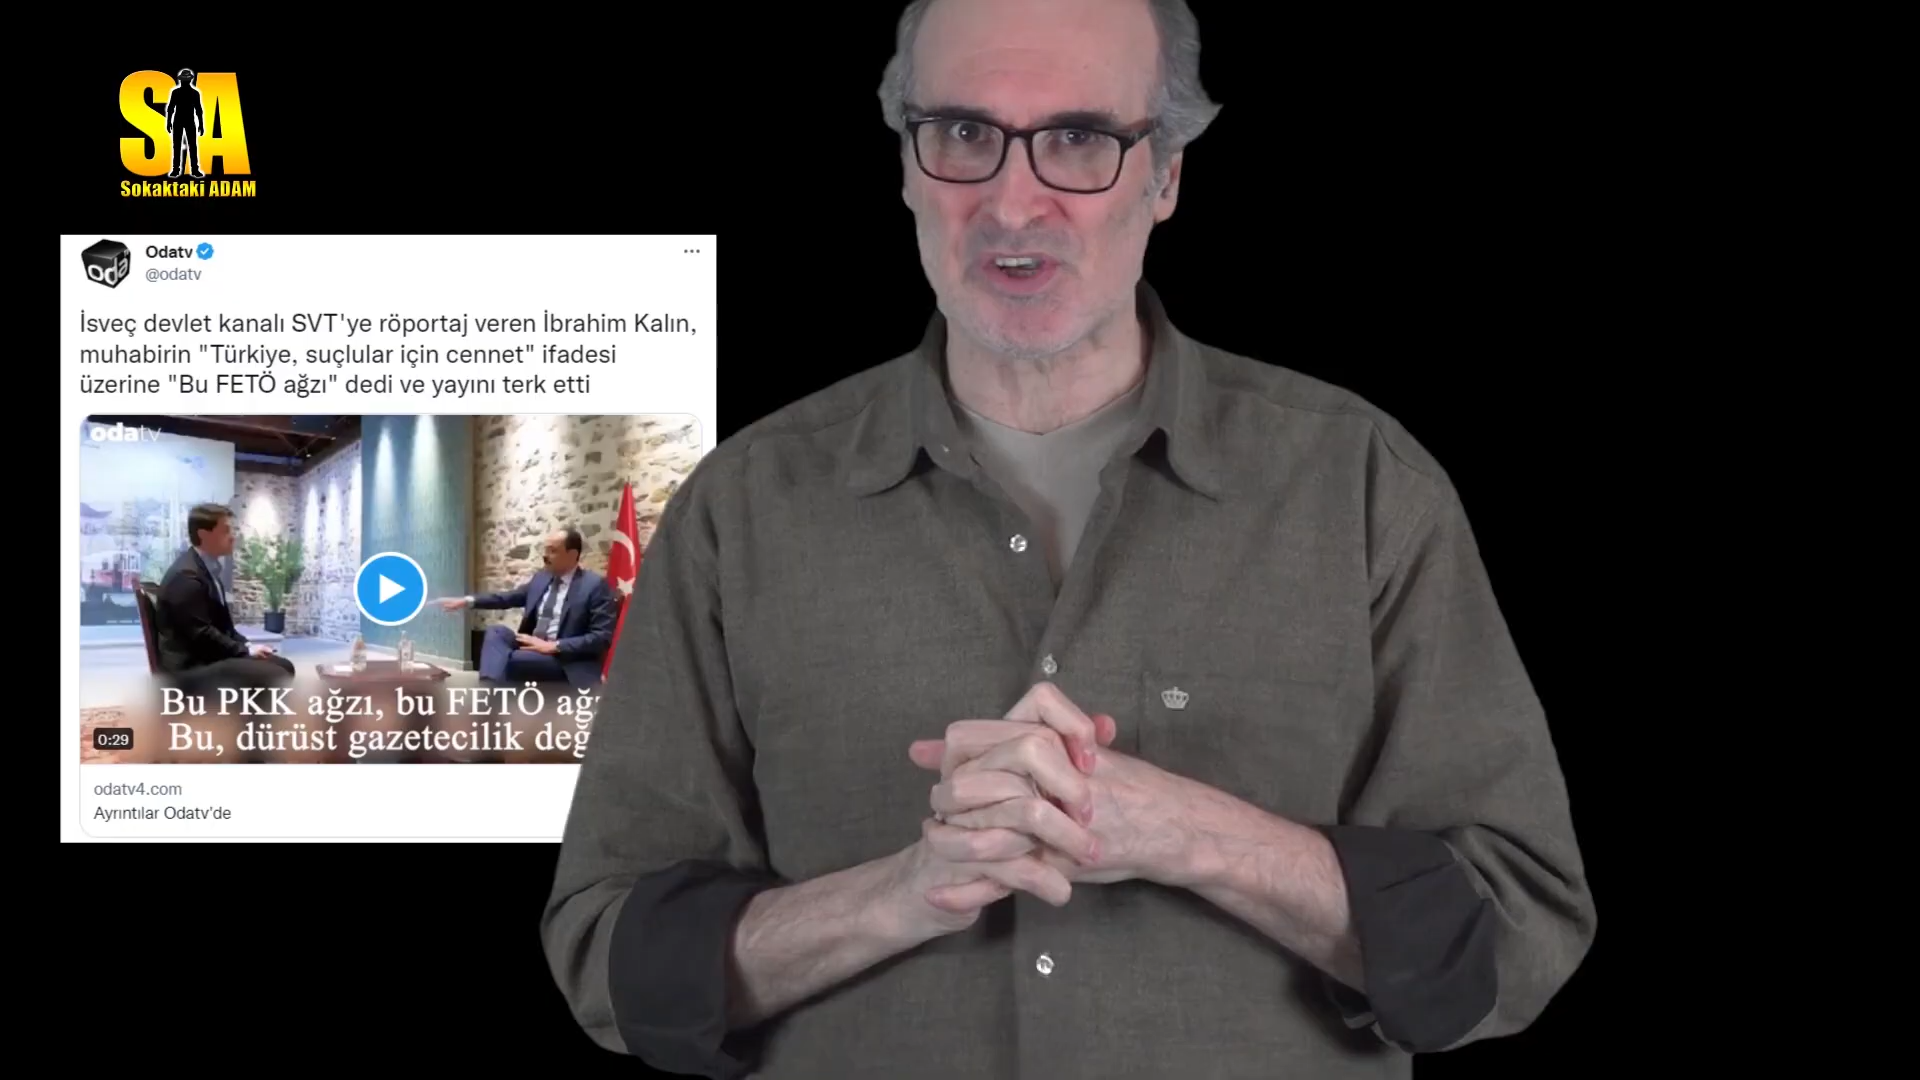 SA
Sokaktaki ADAM
Odatv
@odatv
İsveç devlet kanalı SVT'ye röportaj veren İbrahim Kalın,
muhabirin "Türkiye, suçlular için cennet" ifadesi
üzerine "Bu FETÖ ağzı" dedi ve yayını terk etti
odatv
Bu PKK ağzı, bu FETÖ
Bu, dürüst gazetecilik
0:29
odatv4.com
Ayrıntılar Odatv'de